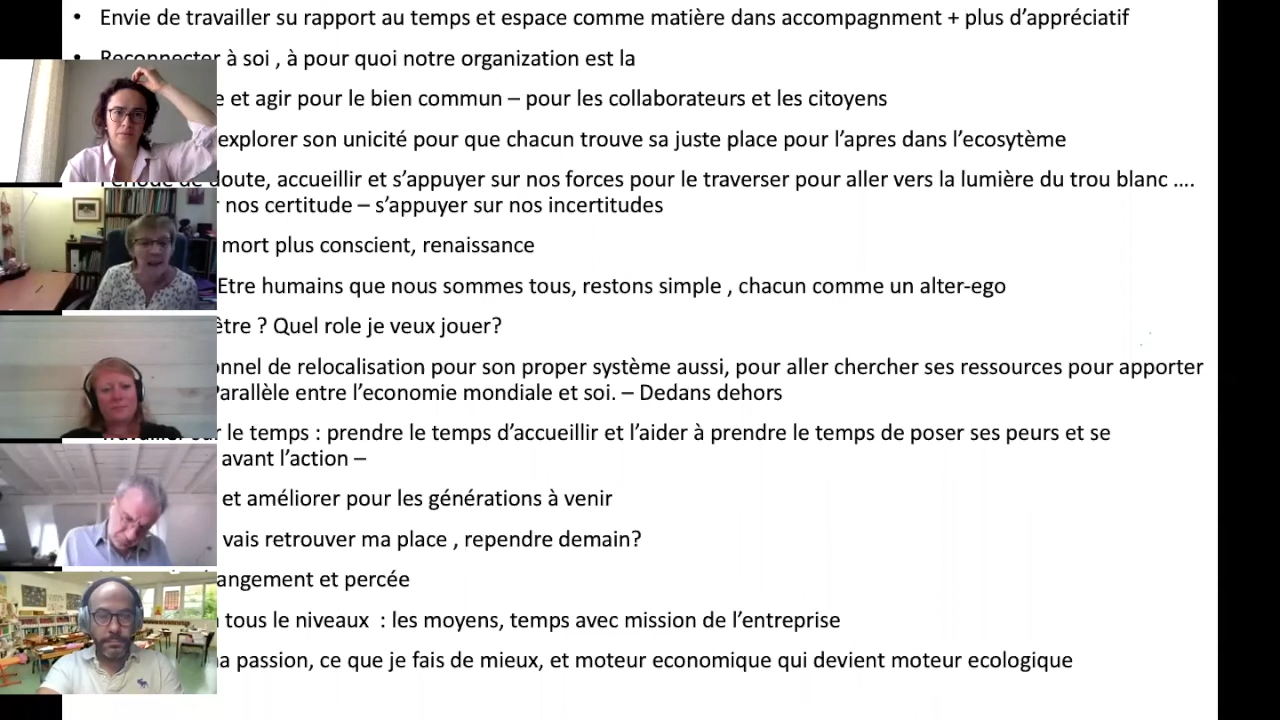 • Envie de travailler su rapport au temps et espace comme matière dans accompagnment + plus d’appréciatif
• Reconnecter à soi , à pour quoi notre organization est la
e et agir pour le bien commun – pour les collaborateurs et les citoyens
explorer son unicité pour que chacun trouve sa juste place pour l’apres dans l’ecosytème
Période de doute, accueillir et s’appuyer sur nos forces pour le traverser pour aller vers la lumière du trou blanc ....
r nos certitude – s’appuyer sur nos incertitudes
mort plus conscient, renaissance
Etre humains que nous sommes tous, restons simple , chacun comme un alter-ego
être ? Quel role je veux jouer?
onnel de relocalisation pour son proper système aussi, pour aller chercher ses ressources pour apporter
Parallèle entre l’economie mondiale et soi. – Dedans dehors
Travailler sur le temps : prendre le temps d’accueillir et l’aider à prendre le temps de poser ses peurs et se
avant l’action –
et améliorer pour les générations à venir
vais retrouver ma place , rependre demain?
angement et percée
tous le niveaux : les moyens, temps avec mission de l’entreprise
a passion, ce que je fais de mieux, et moteur economique qui devient moteur ecologique